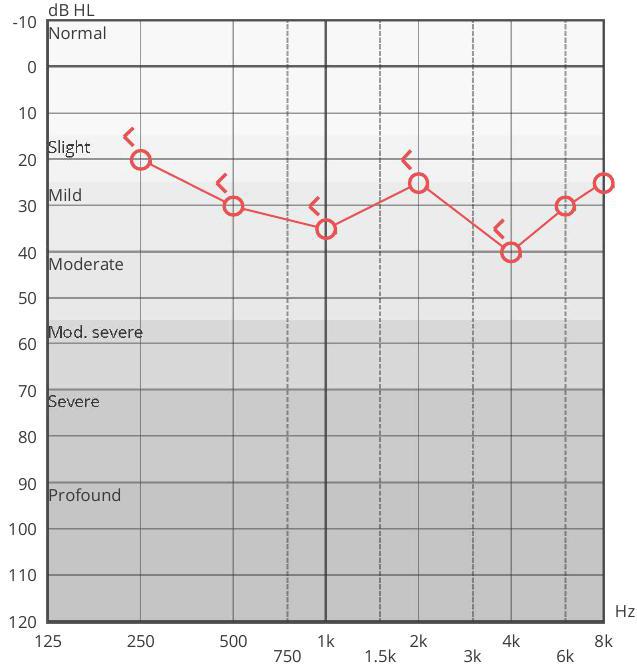 dB HL
-10
Normal
0
10
Slight
20
Mild
30
40
Moderate
50
Mod. severe
60
70
Severe
80
90
Profound
100
110
120
Hz
125 250 500 1k 2k 4k 8k
750 1.5k 3k 6k